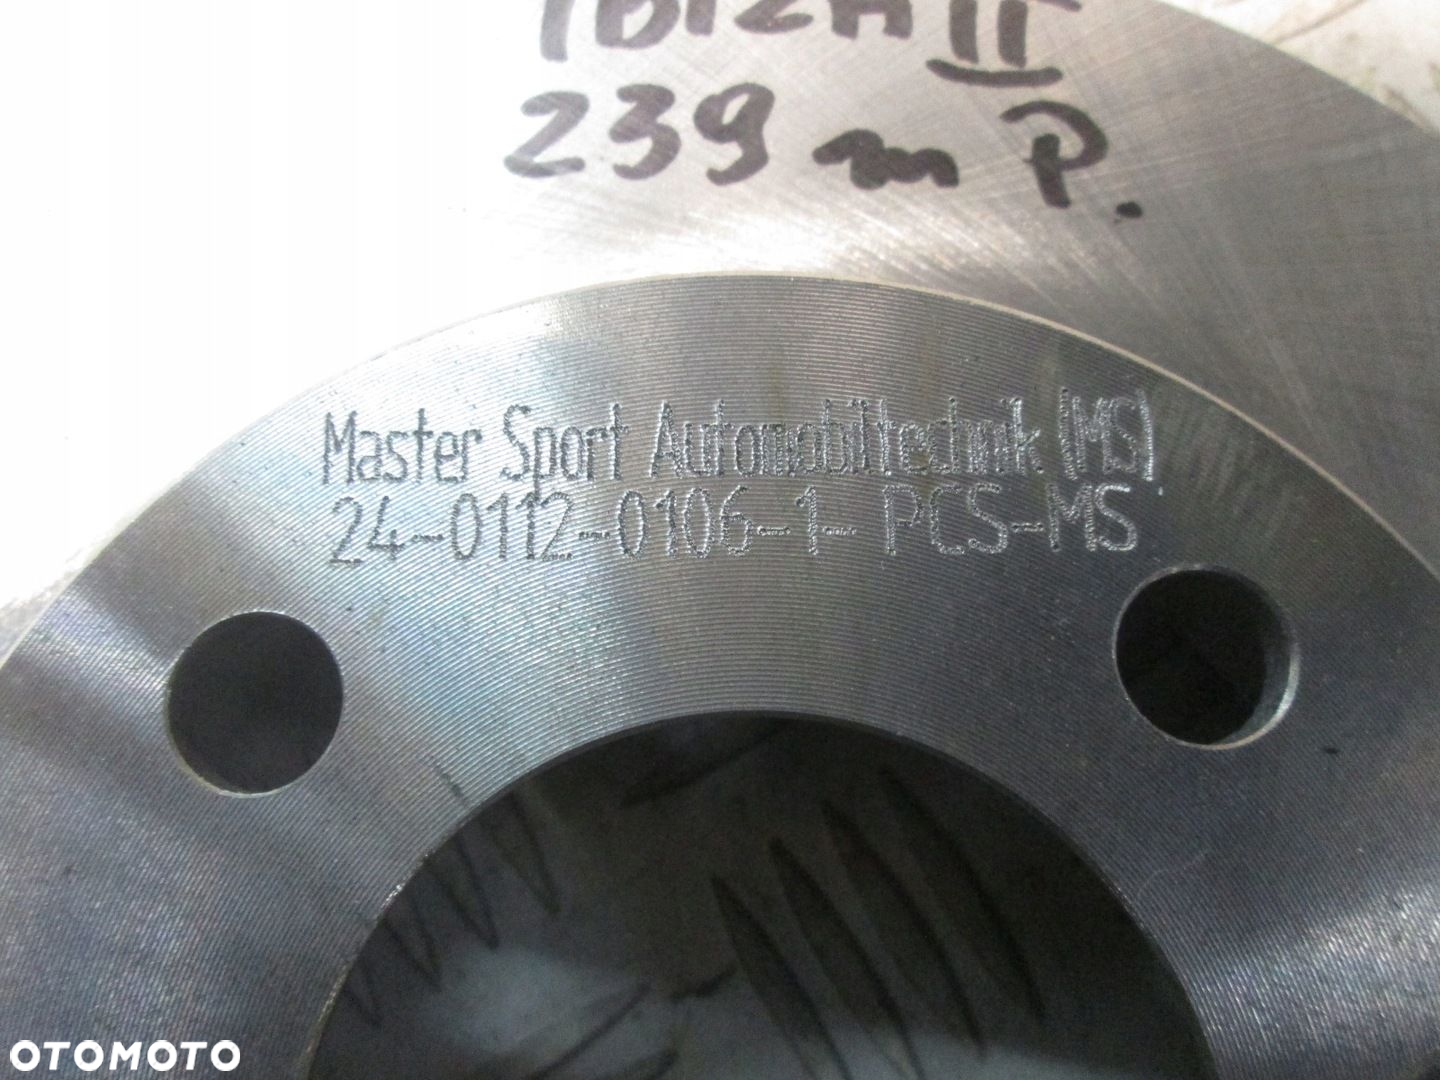 IBIZA II
239 m P.
Master Sport Automobiltechnik (MS)
24-0112-0106-1- PCS-MS
OTOMOTO